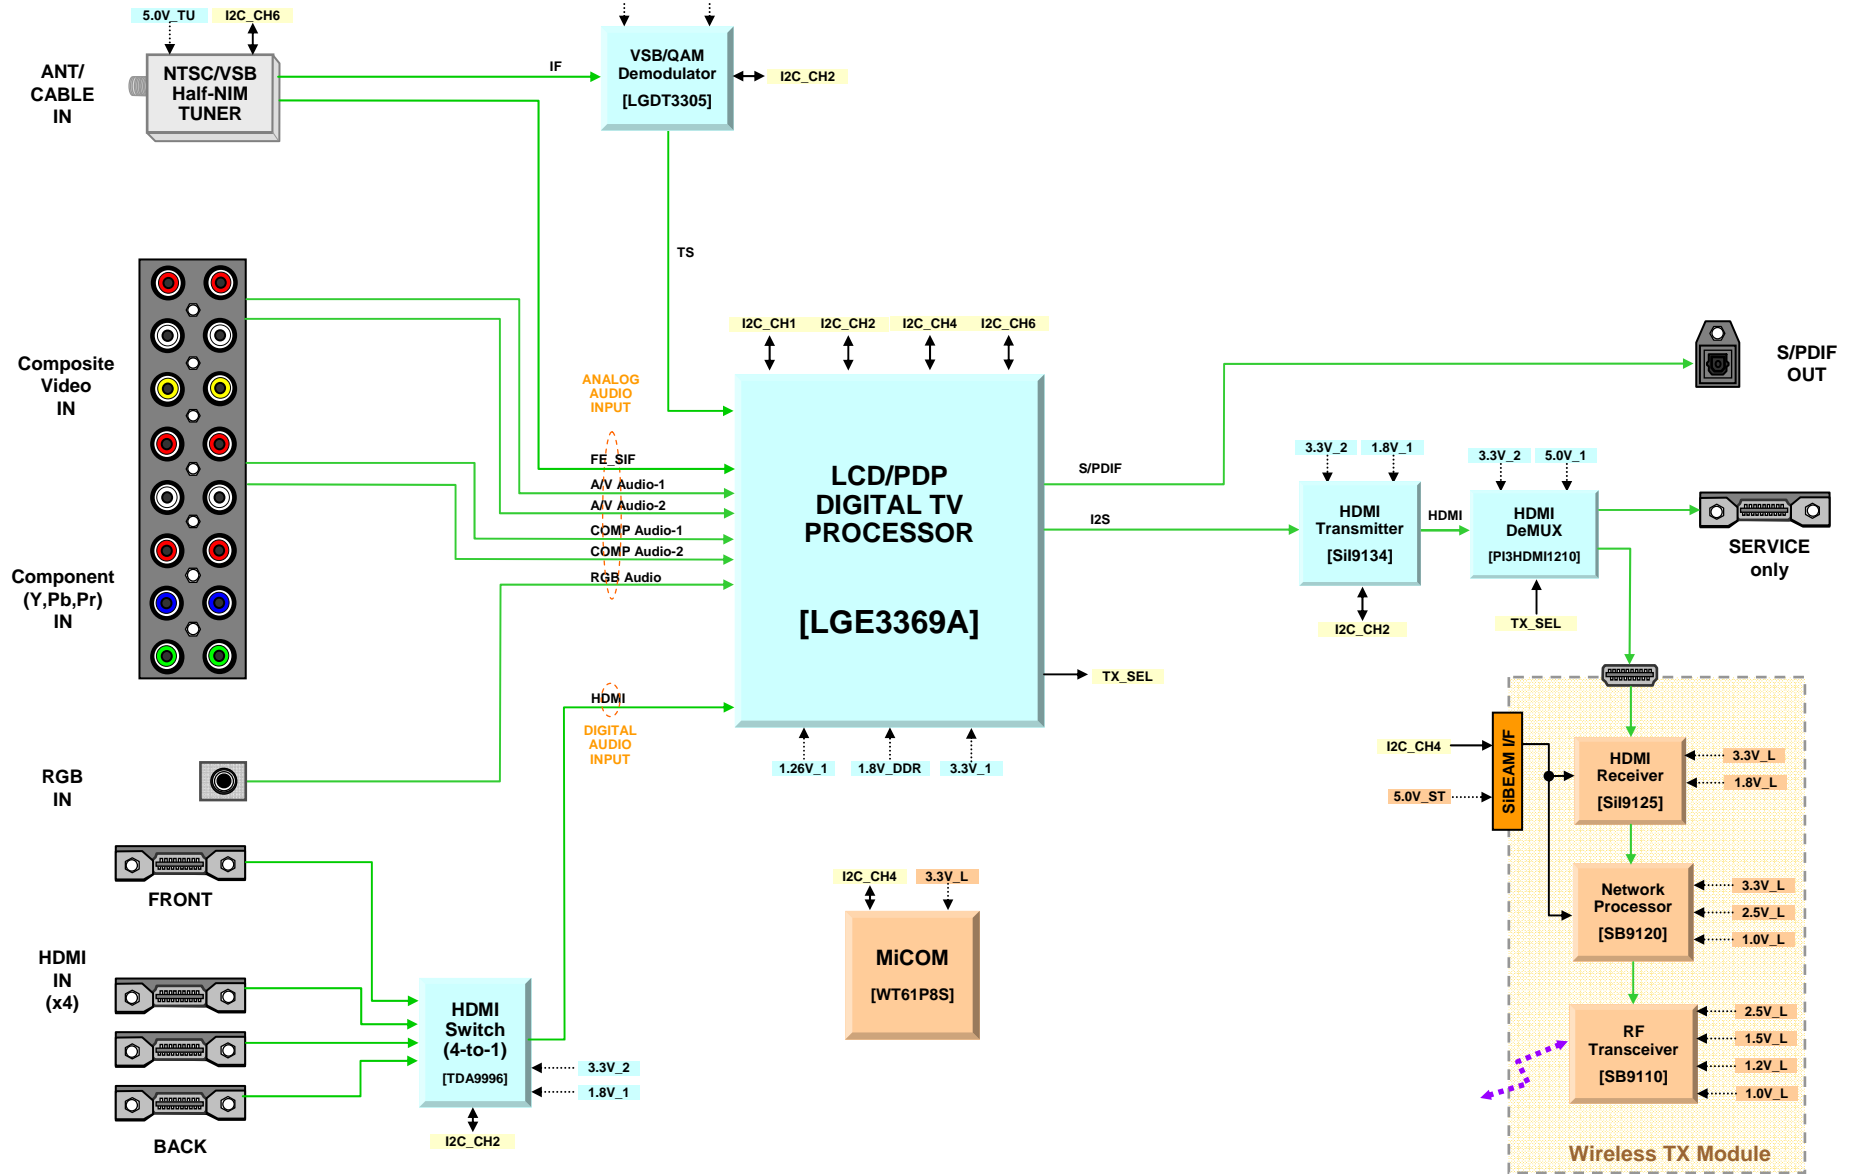 5.0V_TU
I2C_CH6
ANT/
CABLE
IN
NTSC/VSB
Half-NIM
TUNER
IF
VSB/QAM
Demodulator
[LGDT3305]
I2C_CH2
TS
Composite
Video
IN
Component
(Y,Pb,Pr)
IN
ANALOG
AUDIO
INPUT
FE_SIF
A/V Audio-1
A/V Audio-2
COMP Audio-1
COMP Audio-2
RGB Audio
HDMI
DIGITAL
AUDIO
INPUT
I2C_CH1
I2C_CH2
I2C_CH4
I2C_CH6
LCD/PDP
DIGITAL TV
PROCESSOR
[LGE3369A]
1.26V_1
1.8V_DDR
3.3V_1
S/PDIF
I2S
TX_SEL
S/PDIF
OUT
3.3V_2
1.8V_1
HDMI
Transmitter
[SiI9134]
I2C_CH2
HDMI
3.3V_2
5.0V_1
HDMI
DeMUX
[PI3HDMI1210]
TX_SEL
SERVICE
only
I2C_CH4
5.0V_ST
SiBEAM I/F
HDMI
Receiver
[SiI9125]
3.3V_L
1.8V_L
Network
Processor
[SB9120]
3.3V_L
2.5V_L
1.0V_L
RF
Transceiver
[SB9110]
2.5V_L
1.5V_L
1.2V_L
1.0V_L
Wireless TX Module
RGB
IN
FRONT
HDMI
IN
(x4)
BACK
HDMI
Switch
(4-to-1)
[TDA9996]
3.3V_2
1.8V_1
I2C_CH2
I2C_CH4
3.3V_L
MiCOM
[WT61P8S]